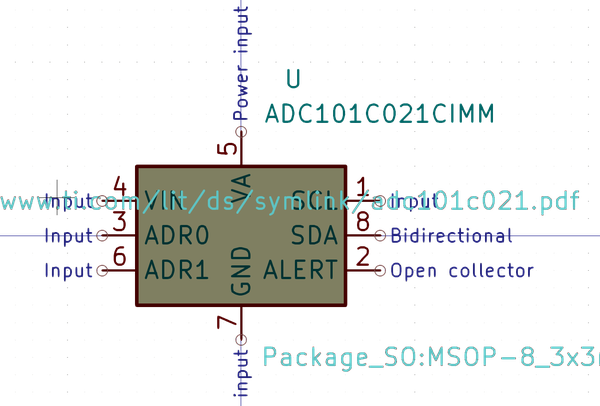 Power input
U
ADC101C021CIMM
5
VA
www.ti.com/lit/ds/symlink/adc101c021.pdf
Input 4 VIN SCL 1 Input
Input 3 ADR0 SDA 8 Bidirectional
Input 6 ADR1 ALERT 2 Open collector
GND
7
input
Package_SO:MSOP-8_3x3